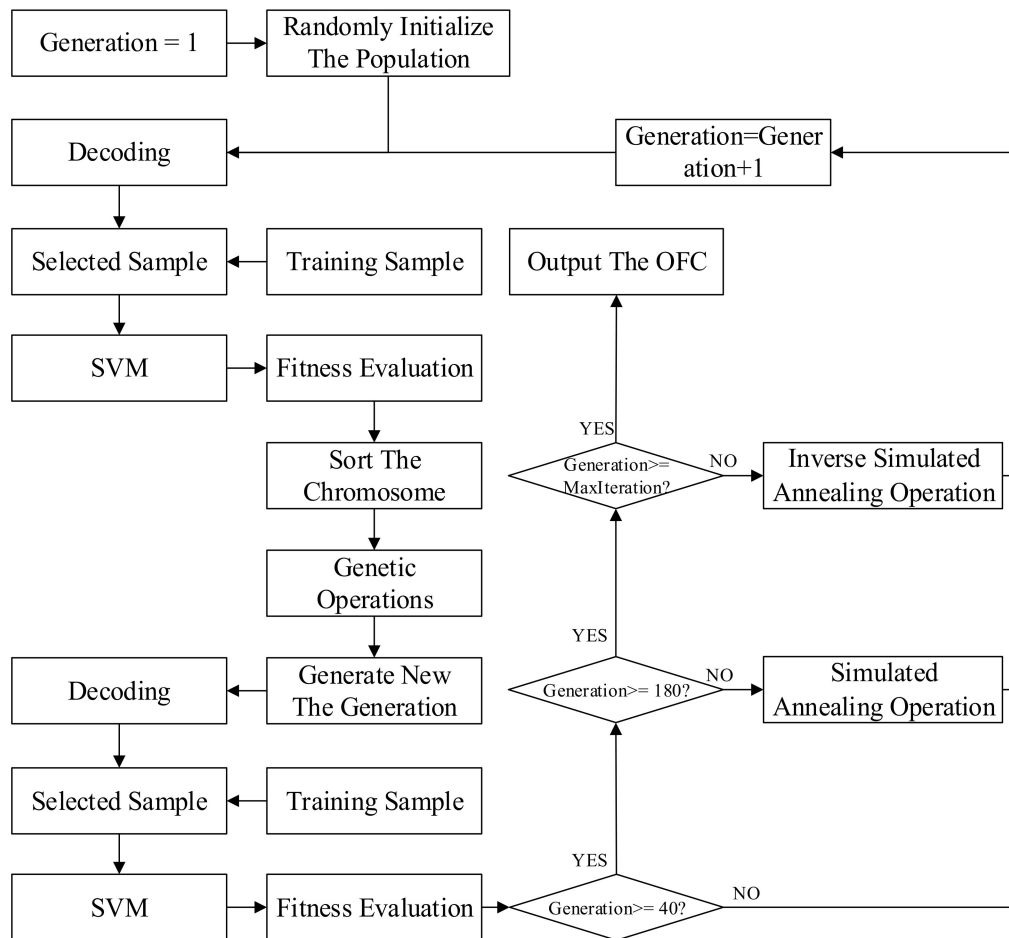 Generation = 1
Randomly Initialize
The Population
Decoding
Generation=Gener
ation+1
Selected Sample
Training Sample
Output The OFC
SVM
Fitness Evaluation
YES
Sort The
Chromosome
Generation>=
MaxIteration?
NO
Inverse Simulated
Annealing Operation
Genetic
Operations
YES
Decoding
Generate New
The Generation
Generation>= 180?
NO
Simulated
Annealing Operation
Selected Sample
Training Sample
YES
SVM
Fitness Evaluation
Generation>= 40?
NO